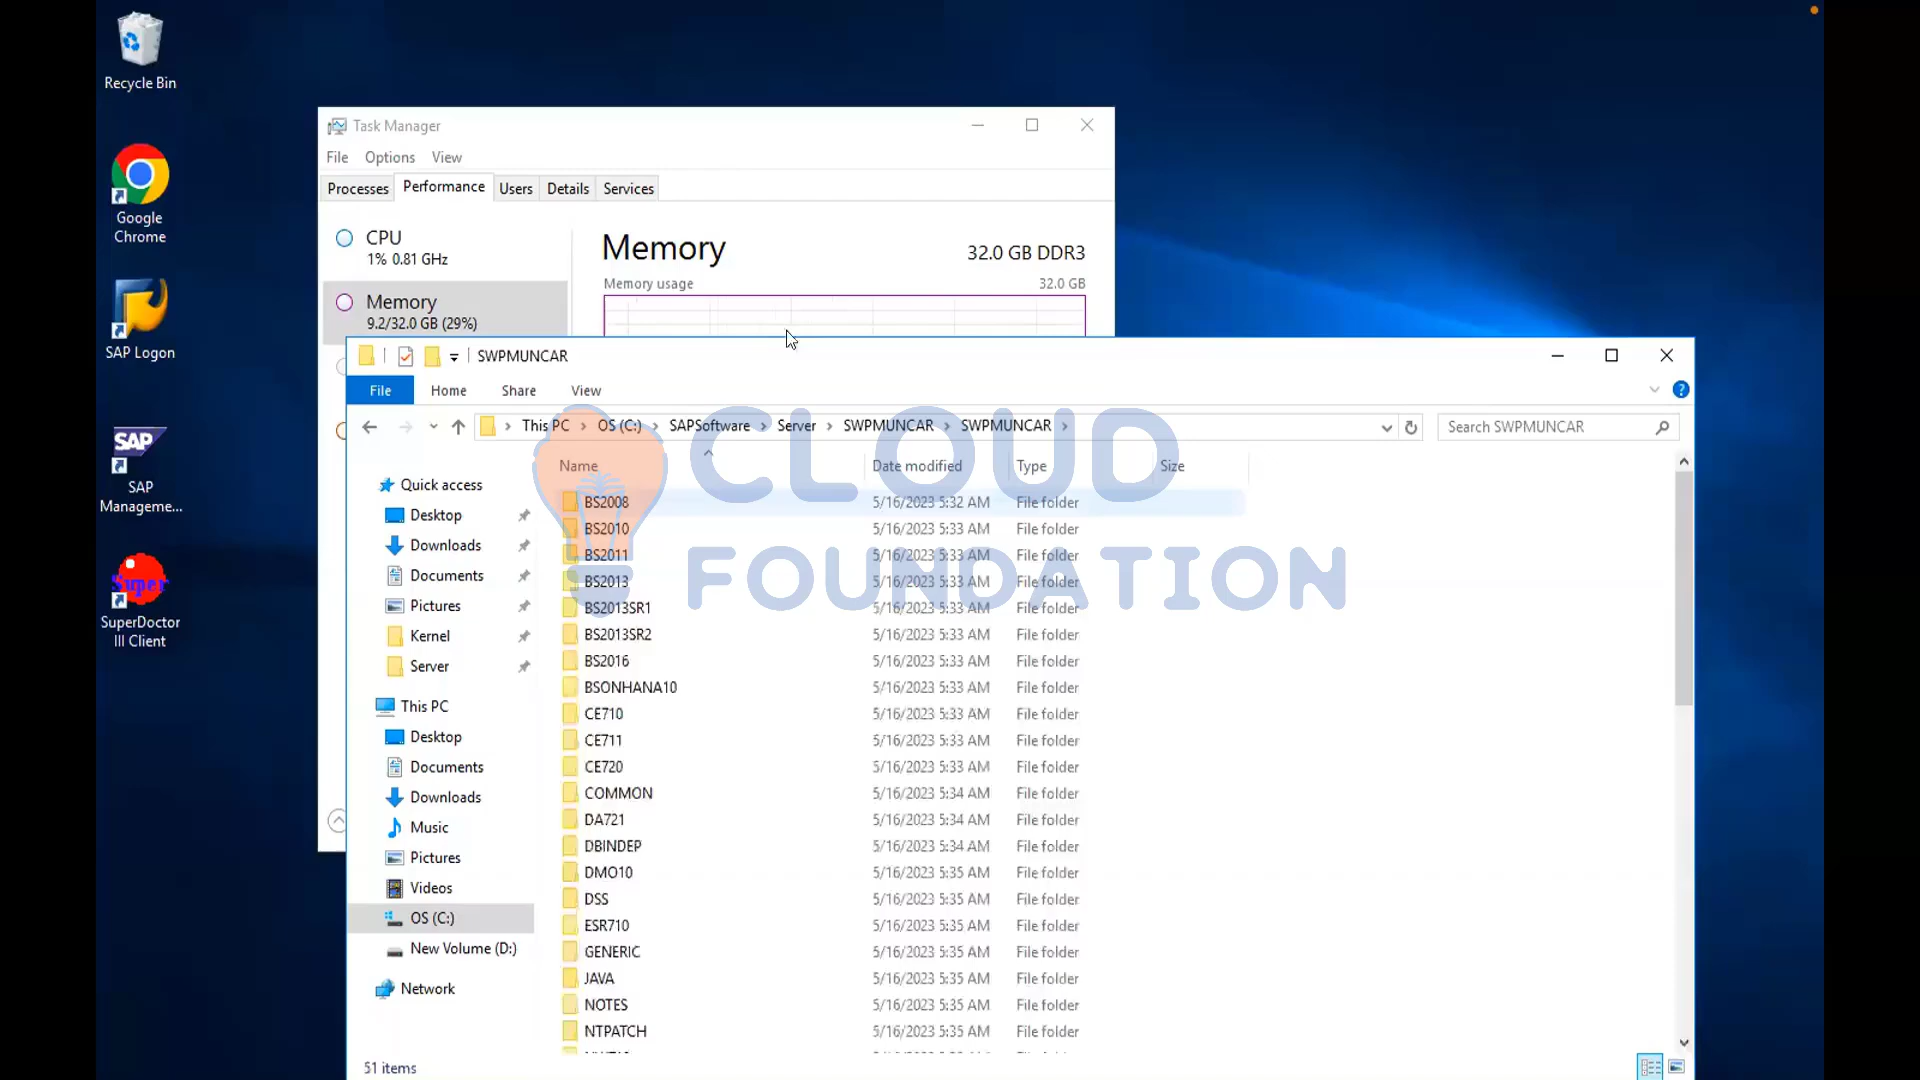 Recycle Bin
Google
Chrome
SAP Logon
SAP
SAP
Manageme...
Super
SuperDoctor
III Client
Task Manager
File Options View
Processes Performance Users Details Services
CPU
1% 0.81 GHz
Memory
9.2/32.0 GB (29%)
Memory 32.0 GB DDR3
Memory usage 32.0 GB
SWPMUNCAR
File Home Share View
This PC OS (C:) SAPSoftware Server SWPMUNCAR SWPMUNCAR
Search SWPMUNCAR
CLOUD
FOUNDATION
Quick access
Desktop
Downloads
Documents
Pictures
Kernel
Server
This PC
Desktop
Documents
Downloads
Music
Pictures
Videos
OS (C:)
New Volume (D:)
Network
Name Date modified Type Size
BS2008 5/16/2023 5:32 AM File folder
BS2010 5/16/2023 5:33 AM File folder
BS2011 5/16/2023 5:33 AM File folder
BS2013 5/16/2023 5:33 AM File folder
BS2013SR1 5/16/2023 5:33 AM File folder
BS2013SR2 5/16/2023 5:33 AM File folder
BS2016 5/16/2023 5:33 AM File folder
BSONHANA10 5/16/2023 5:33 AM File folder
CE710 5/16/2023 5:33 AM File folder
CE711 5/16/2023 5:33 AM File folder
CE720 5/16/2023 5:33 AM File folder
COMMON 5/16/2023 5:34 AM File folder
DA721 5/16/2023 5:34 AM File folder
DBINDEP 5/16/2023 5:34 AM File folder
DMO10 5/16/2023 5:35 AM File folder
DSS 5/16/2023 5:35 AM File folder
ESR710 5/16/2023 5:35 AM File folder
GENERIC 5/16/2023 5:35 AM File folder
JAVA 5/16/2023 5:35 AM File folder
NOTES 5/16/2023 5:35 AM File folder
NTPATCH 5/16/2023 5:35 AM File folder
51 items